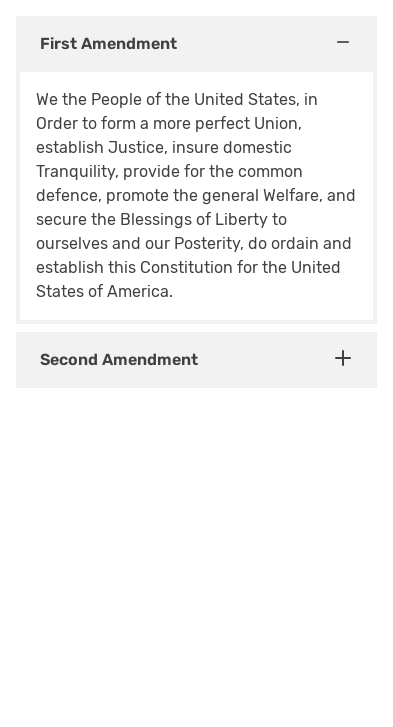 First Amendment
We the People of the United States, in
Order to form a more perfect Union,
establish Justice, insure domestic
Tranquility, provide for the common
defence, promote the general Welfare, and
secure the Blessings of Liberty to
ourselves and our Posterity, do ordain and
establish this Constitution for the United
States of America.
Second Amendment